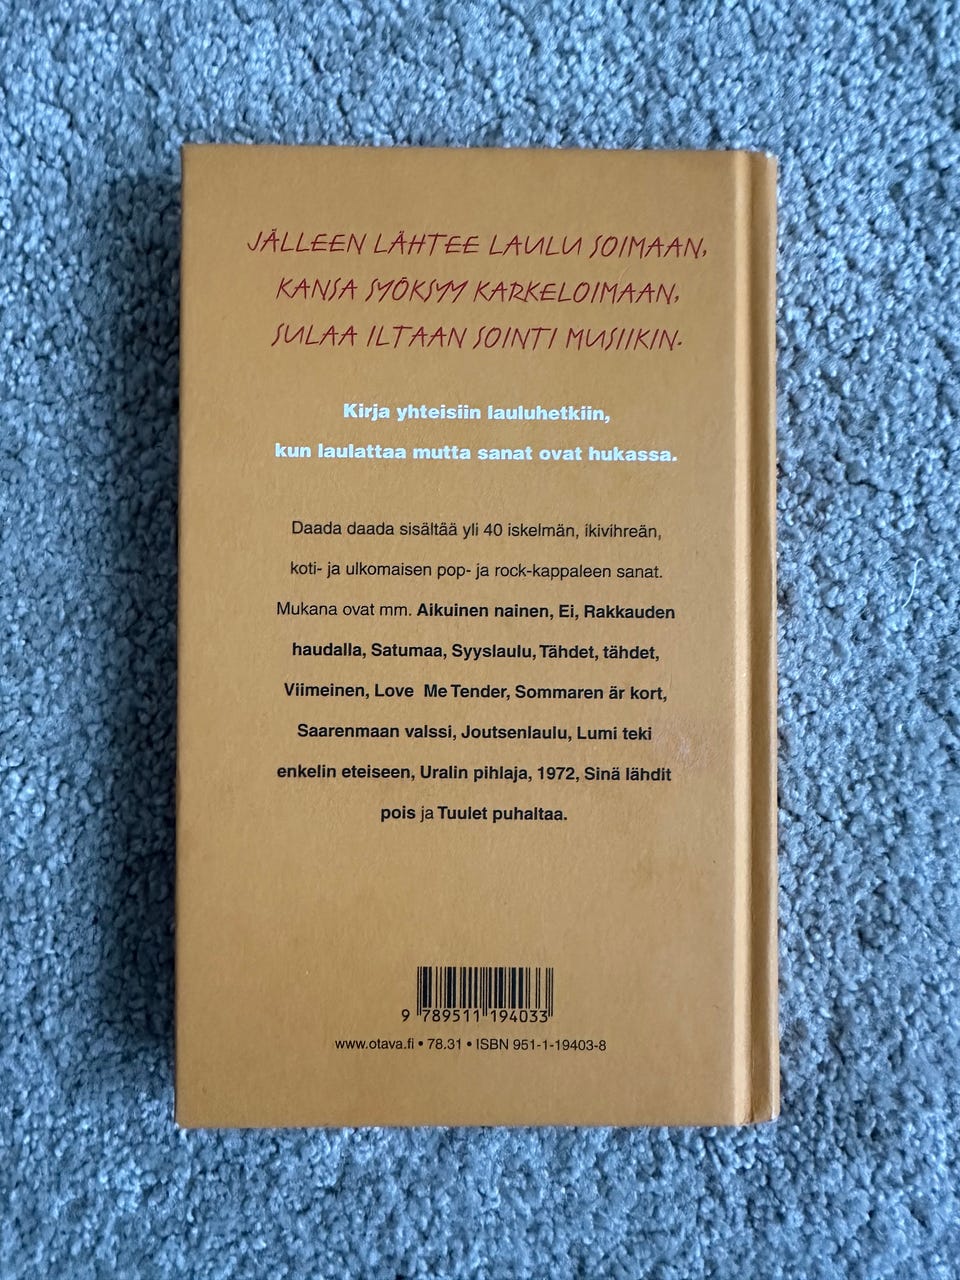 JÄLLEEN LÄHTEE LAULU SOIMAAN,
KANSA SYÖKSYY KARKELOIMAAN,
SULAA ILTAAN SOINTI MUSIIKIN.
Kirja yhteisiin lauluhetkiin,
kun laulattaa mutta sanat ovat hukassa.
Daada daada sisältää yli 40 iskelmän, ikivihreän,
koti- ja ulkomaisen pop- ja rock-kappaleen sanat.
Mukana ovat mm. Aikuinen nainen, Ei, Rakkauden
haudalla, Satumaa, Syyslaulu, Tähdet, tähdet,
Viimeinen, Love Me Tender, Sommaren är kort,
Saarenmaan valssi, Joutsenlaulu, Lumi teki
enkelin eteiseen, Uralin pihlaja, 1972, Sinä lähdit
pois ja Tuulet puhaltaa.
9 789511 194033
www.otava.fi • 78.31 • ISBN 951-1-19403-8